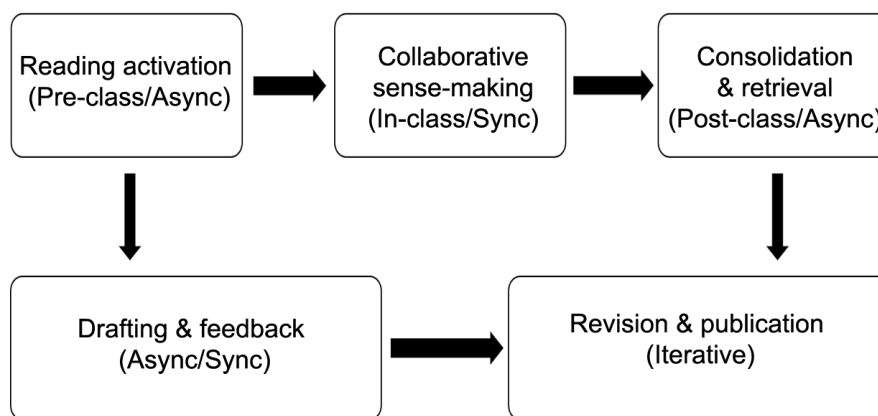 Reading activation
(Pre-class/Async)
Collaborative
sense-making
(In-class/Sync)
Consolidation
& retrieval
(Post-class/Async)
Drafting & feedback
(Async/Sync)
Revision & publication
(Iterative)